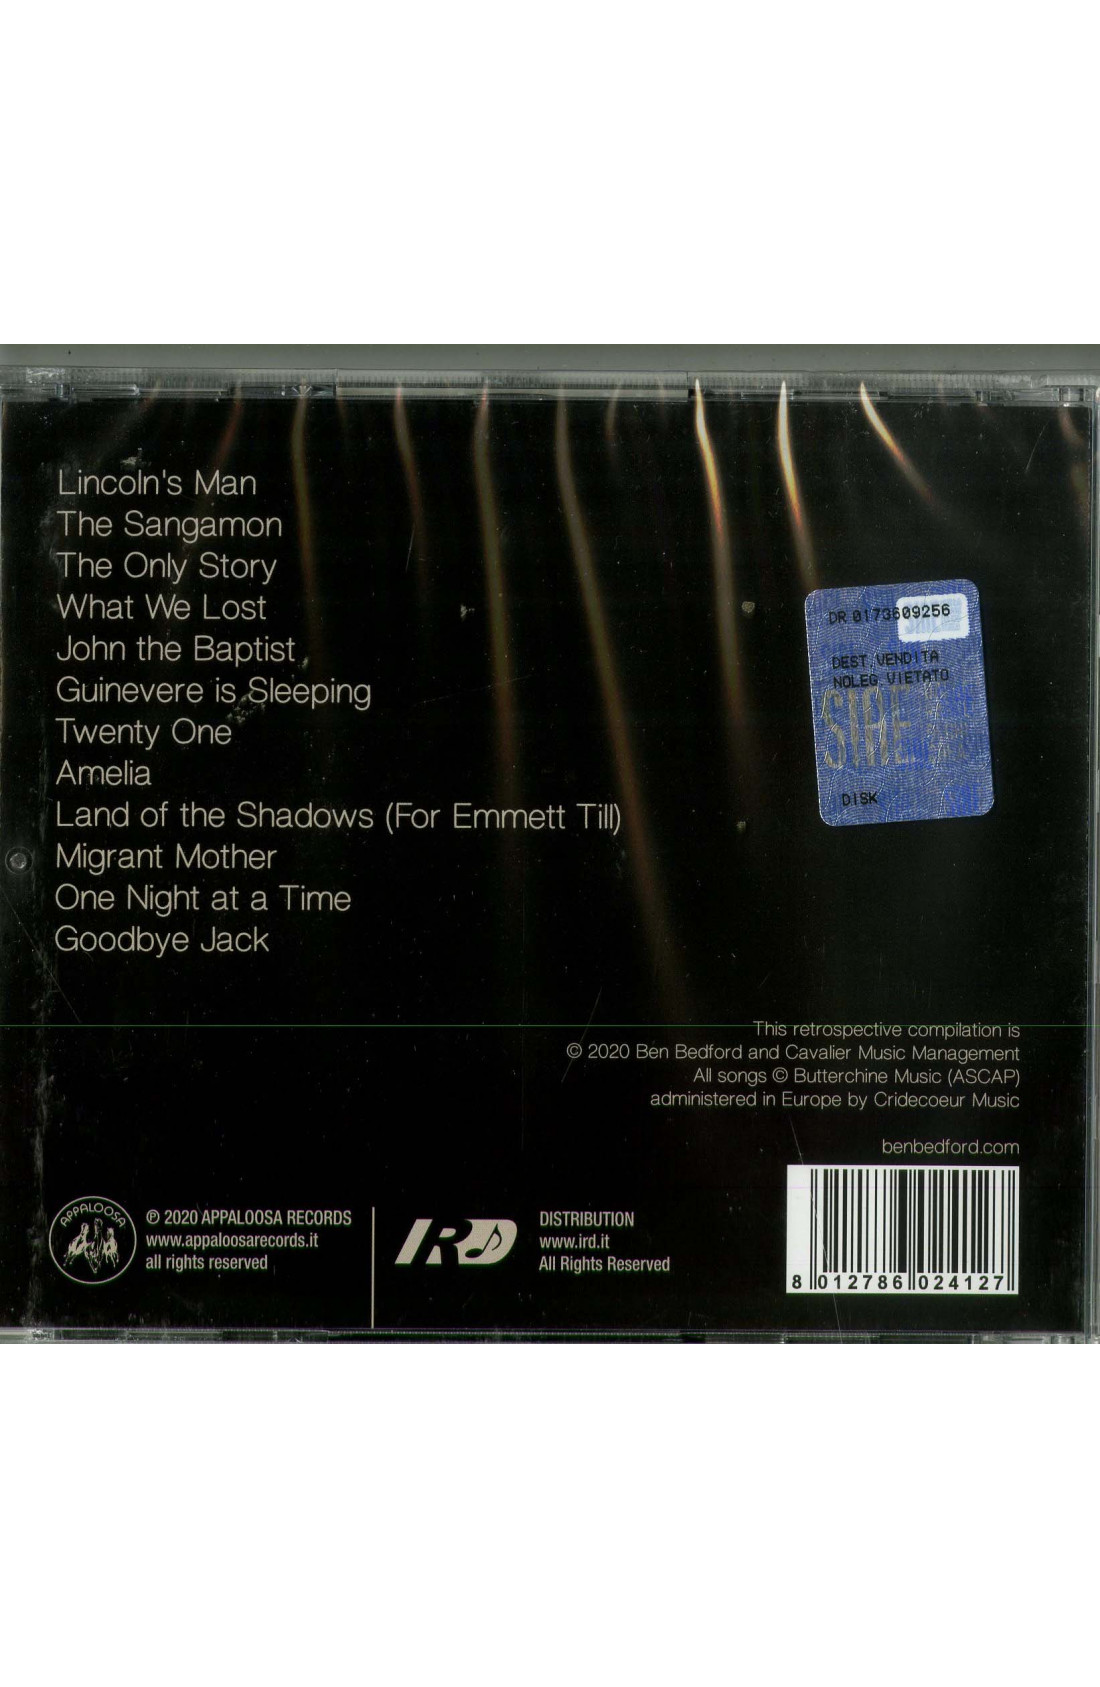 Lincoln's Man
The Sangamon
The Only Story
What We Lost
John the Baptist
Guinevere is Sleeping
Twenty One
Amelia
Land of the Shadows (For Emmett Till)
Migrant Mother
One Night at a Time
Goodbye Jack
DR 0173609256
DEST.VENDITA
NOLEG.VIETATO
SIAE
DISK
This retrospective compilation is
© 2020 Ben Bedford and Cavalier Music Management
All songs © Butterchine Music (ASCAP)
administered in Europe by Cridecoeur Music
benbedford.com
APPALOOSA
℗ 2020 APPALOOSA RECORDS
www.appaloosarecords.it
all rights reserved
IRD
DISTRIBUTION
www.ird.it
All Rights Reserved
8 012786 024127